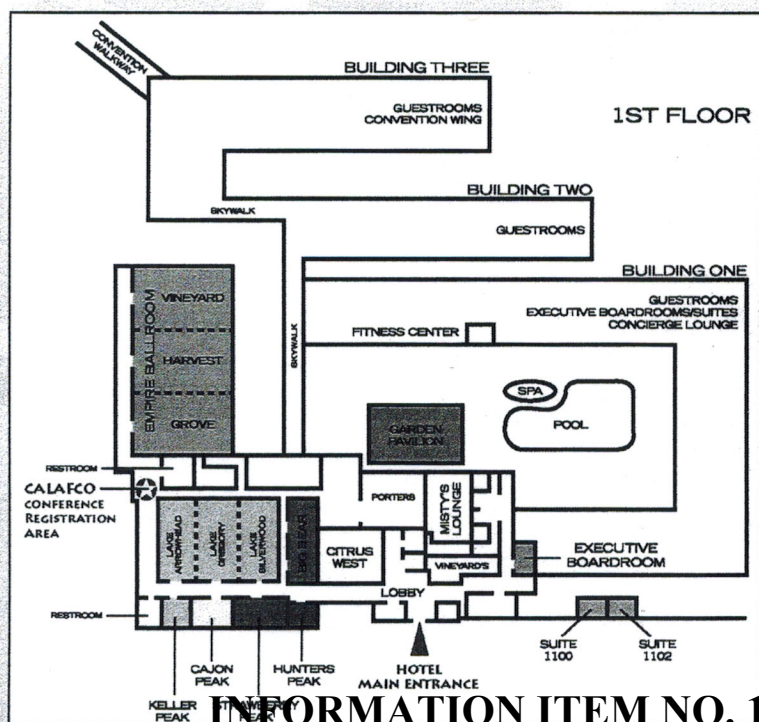 CONVENTION
WALKWAY
BUILDING THREE
GUESTROOMS
CONVENTION WING
1ST FLOOR
BUILDING TWO
SKYWALK
GUESTROOMS
BUILDING ONE
GUESTROOMS
EXECUTIVE BOARDROOMS/SUITES
CONCIERGE LOUNGE
EMPIRE BALLROOM
VINEYARD
HARVEST
GROVE
SKYWALK
FITNESS CENTER
SPA
POOL
GARDEN
PAVILION
RESTROOM
CALAFCO
CONFERENCE
REGISTRATION
AREA
LAKE
ARROWHEAD
LAKE
GREGORY
LAKE
SILVERWOOD
BIG BEAR
CITRUS
WEST
PORTERS
MISTY'S
LOUNGE
VINEYARD'S
EXECUTIVE
BOARDROOM
LOBBY
RESTROOM
CAJON
PEAK
HUNTERS
PEAK
HOTEL
MAIN ENTRANCE
SUITE
1100
SUITE
1102
KELLER
PEAK
STRAWBERRY
PEAK
INFORMATION ITEM NO. 1